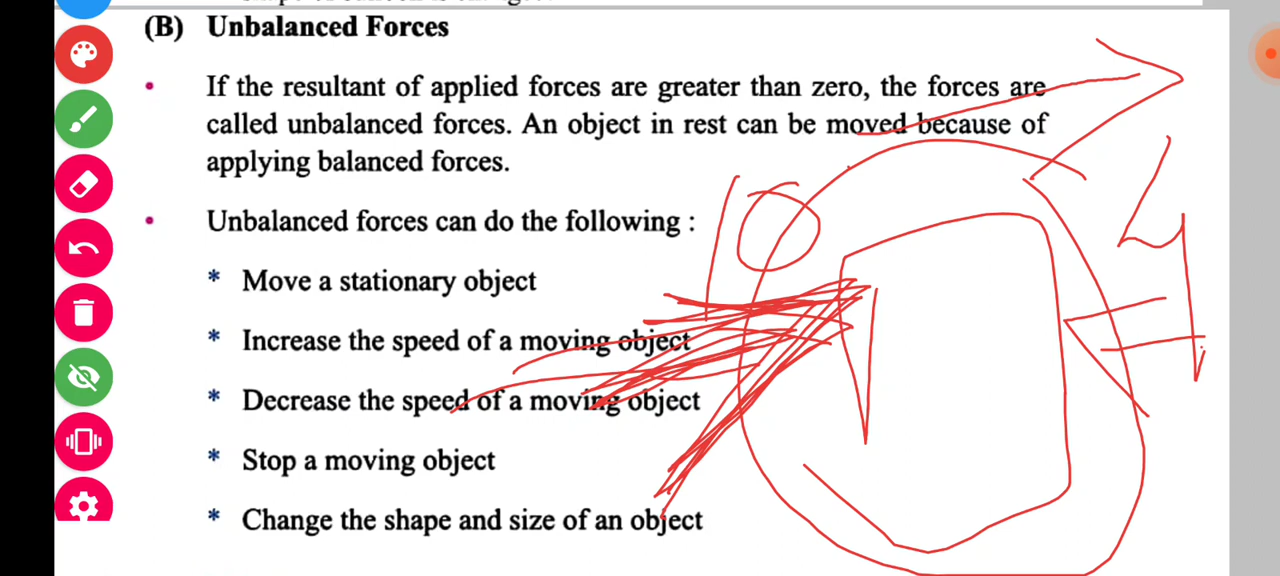 (B) Unbalanced Forces
• If the resultant of applied forces are greater than zero, the forces are
called unbalanced forces. An object in rest can be moved because of
applying balanced forces.
• Unbalanced forces can do the following :
* Move a stationary object
* Increase the speed of a moving object
* Decrease the speed of a moving object
* Stop a moving object
* Change the shape and size of an object
10
4